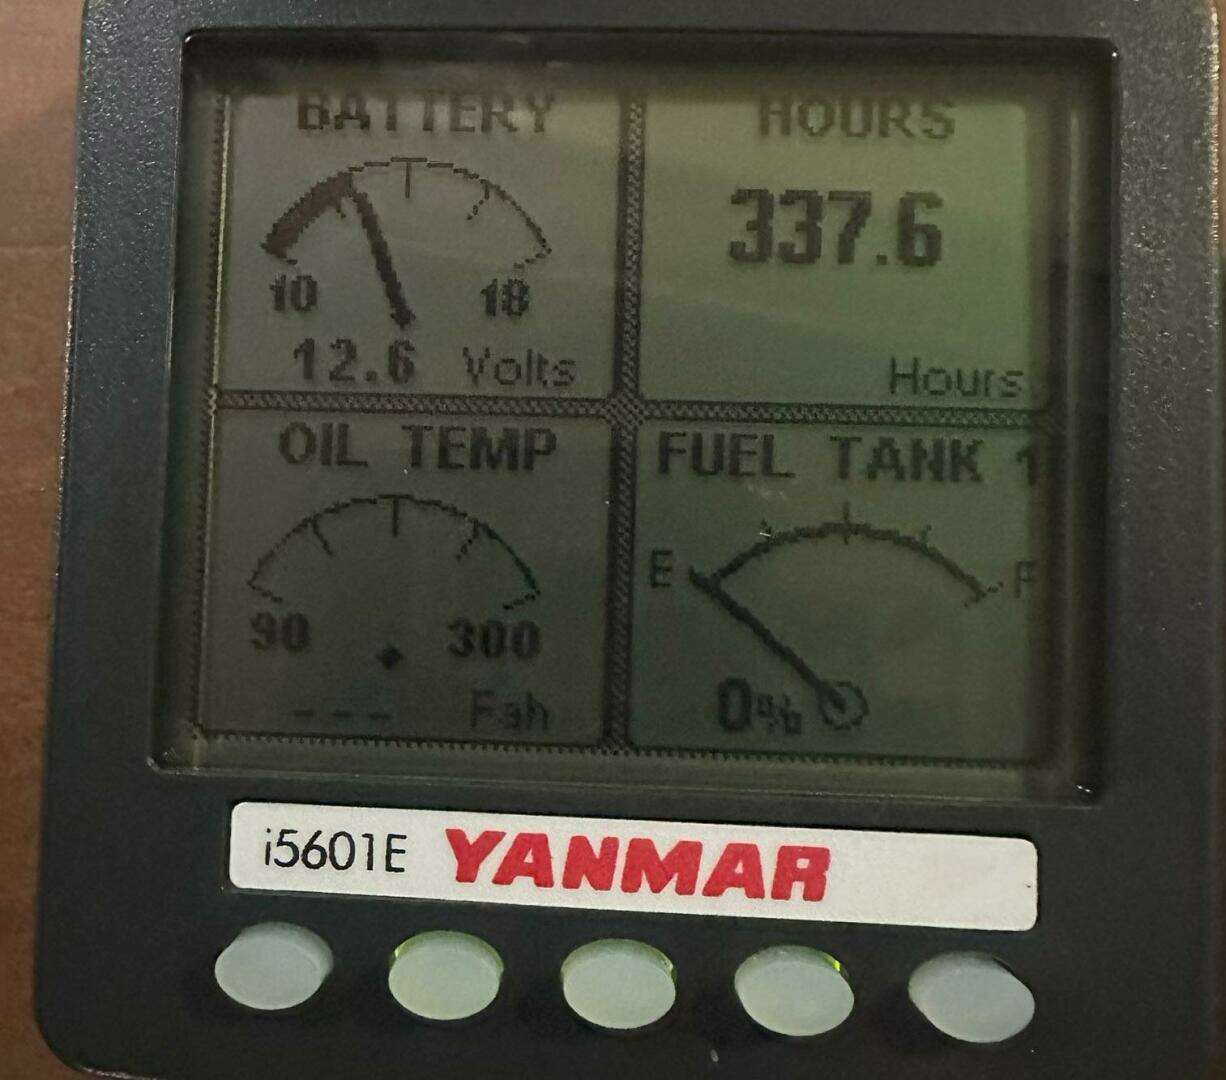 BATTERY
10 18
12.6 Volts
HOURS
337.6
Hours
OIL TEMP
90 300
--- Fah
FUEL TANK 1
E F
0%
i5601E YANMAR